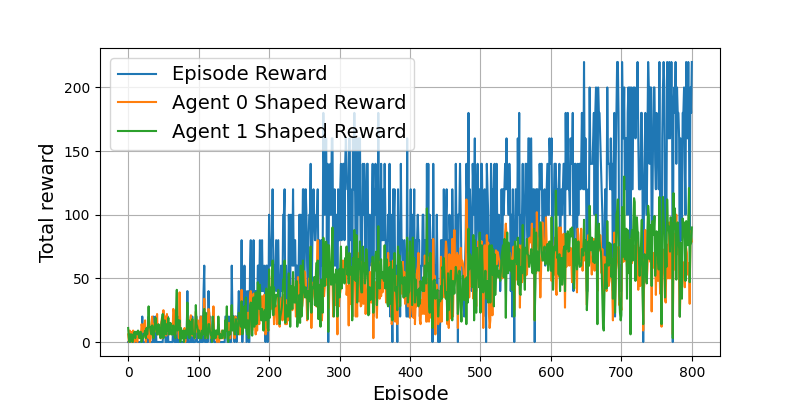 Episode Reward
Agent 0 Shaped Reward
Agent 1 Shaped Reward
Total reward
200
150
100
50
0
0 100 200 300 400 500 600 700 800
Episode